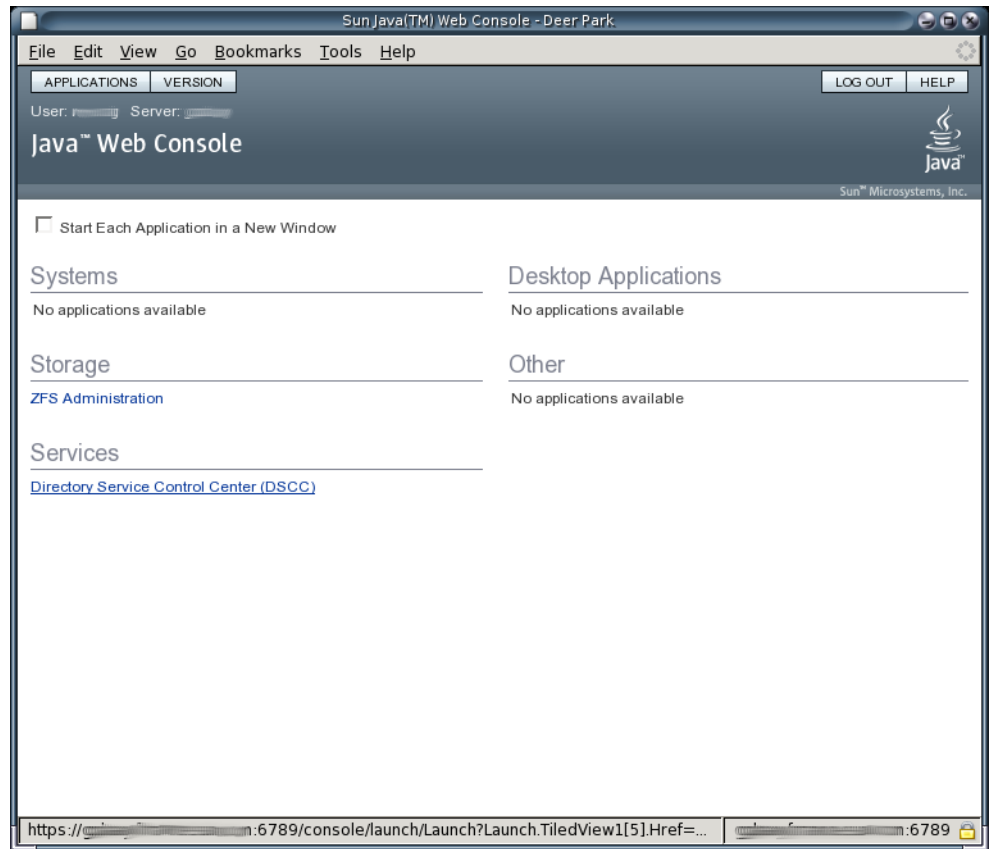 Sun Java(TM) Web Console - Deer Park
File Edit View Go Bookmarks Tools Help
APPLICATIONS VERSION LOG OUT HELP
User: Server:
Java™ Web Console
Java™
Sun™ Microsystems, Inc.
Start Each Application in a New Window
Systems
No applications available
Desktop Applications
No applications available
Storage
ZFS Administration
Other
No applications available
Services
Directory Service Control Center (DSCC)
https:// :6789/console/launch/Launch?Launch.TiledView1[5].Href=... :6789